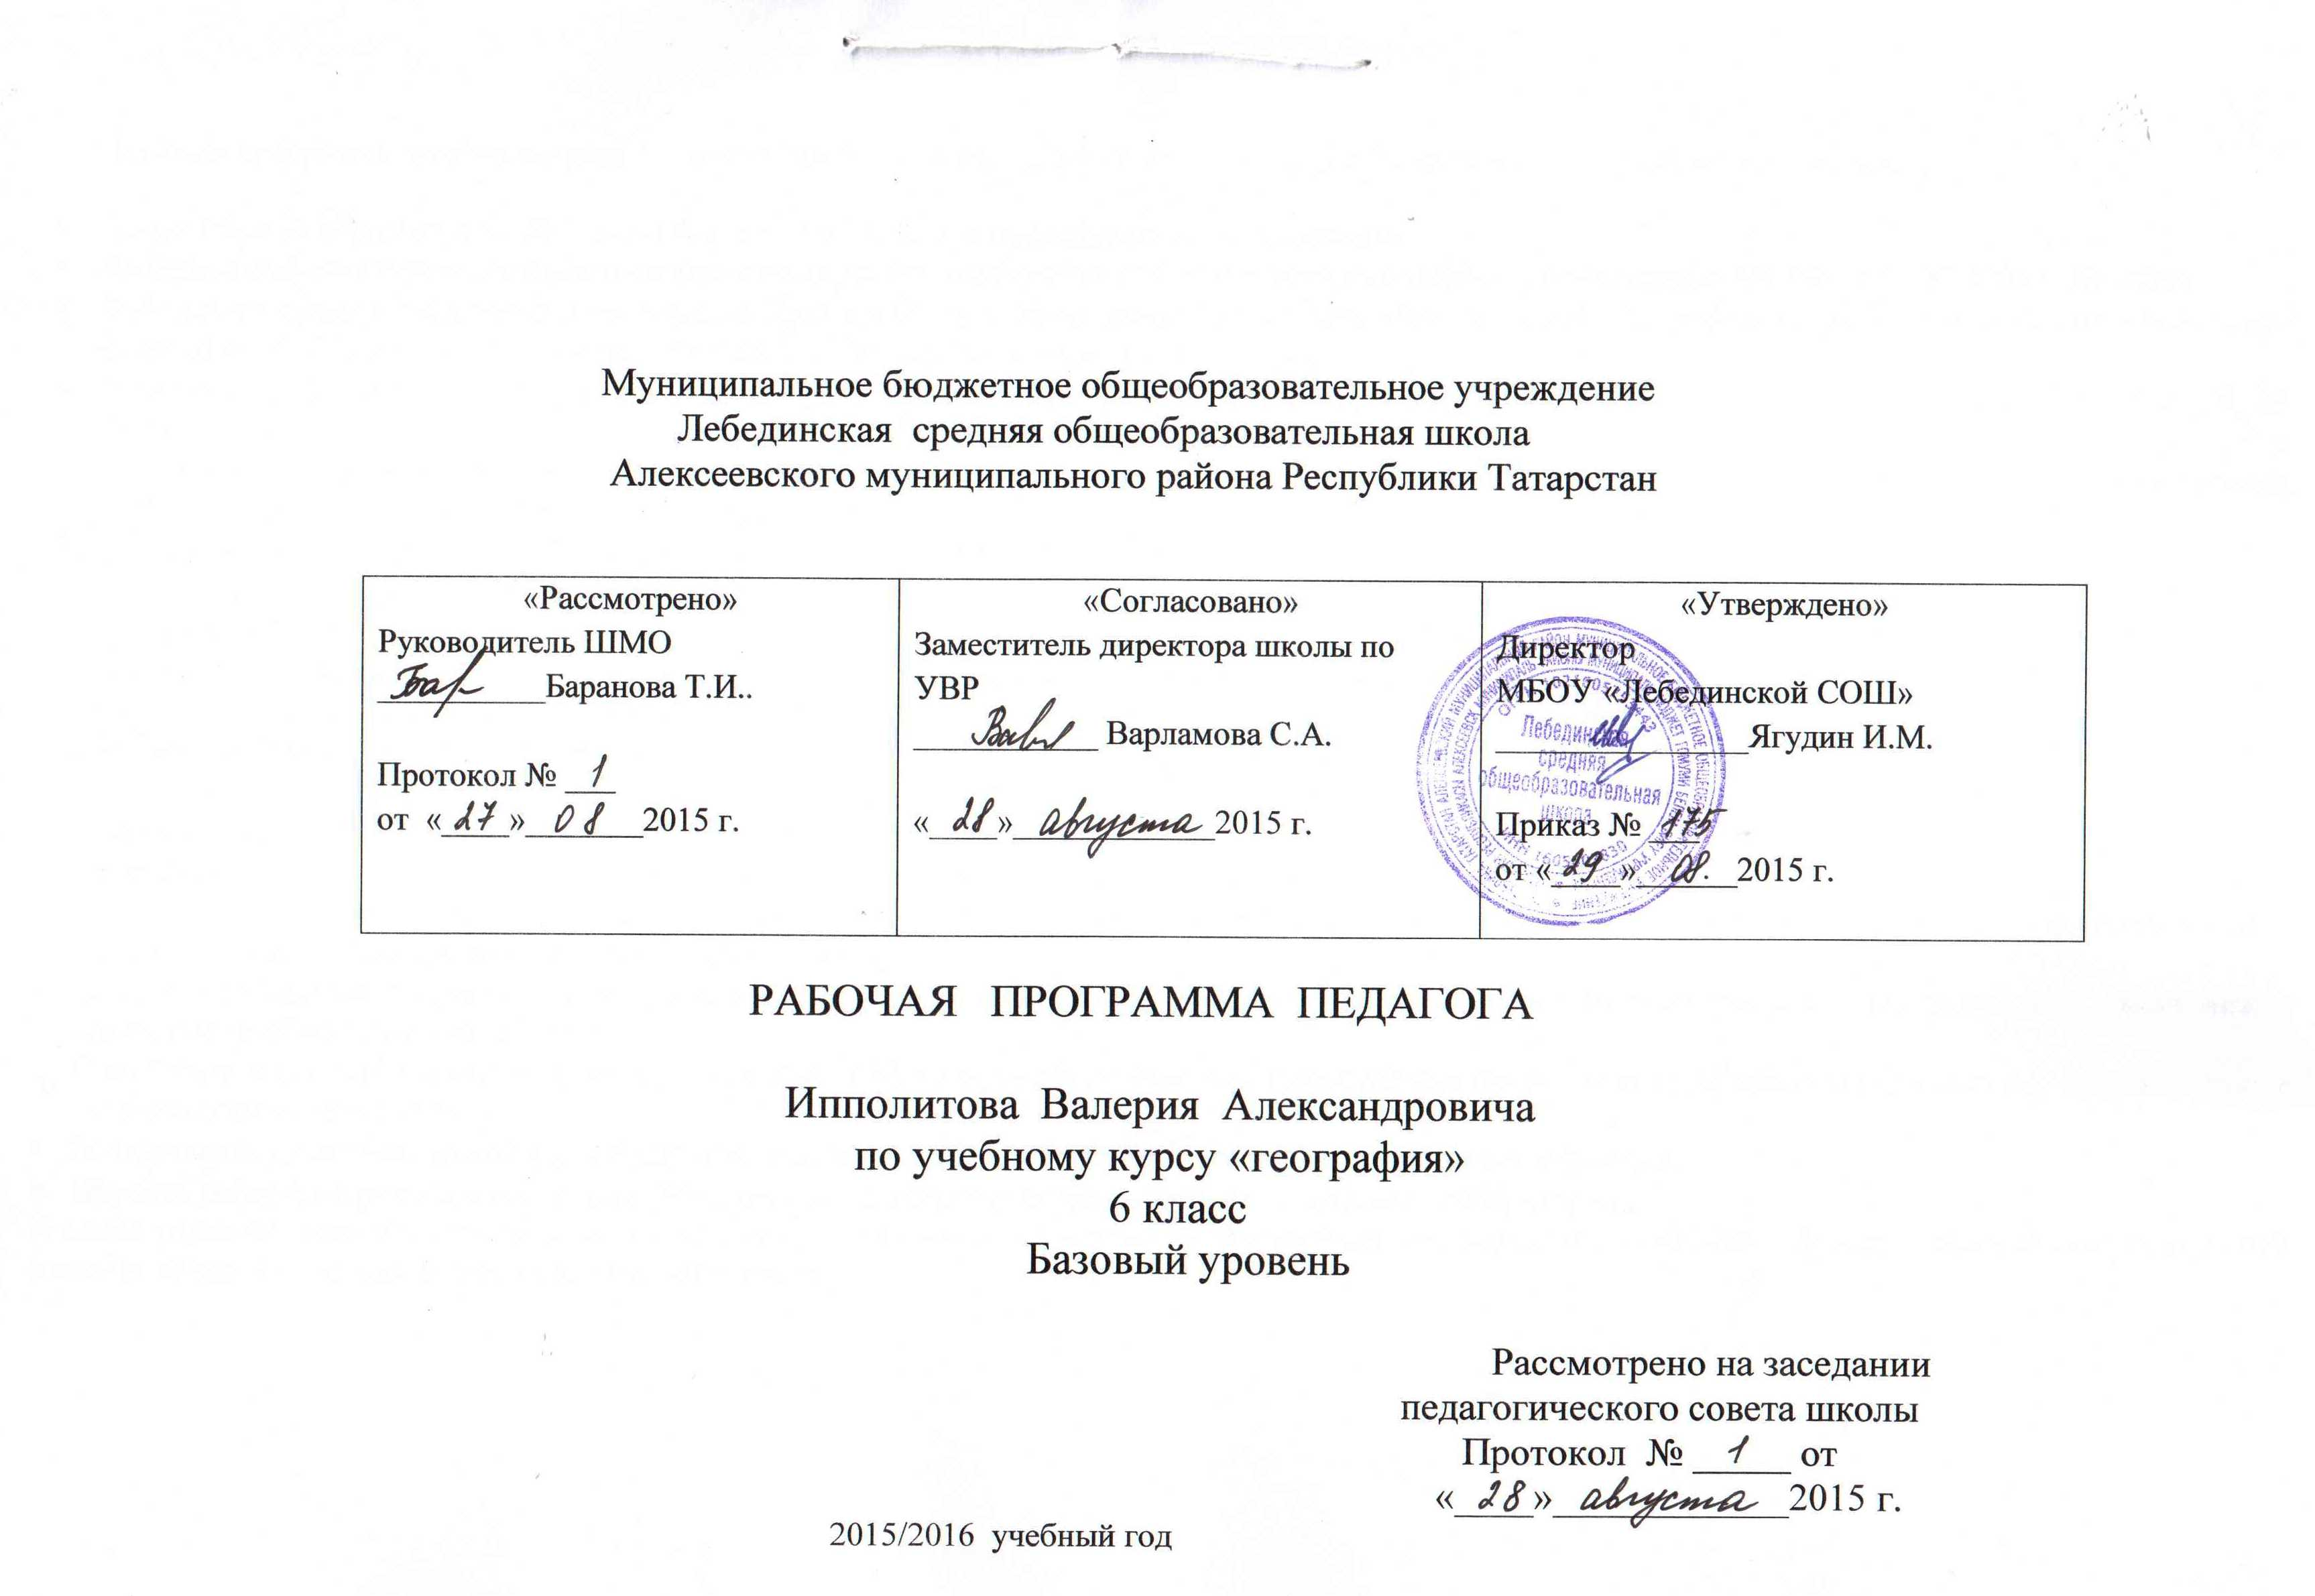 Муниципальное бюджетное общеобразовательное учреждение
Лебединская средняя общеобразовательная школа
Алексеевского муниципального района Республики Татарстан
«Рассмотрено»
Руководитель ШМО
__________Баранова Т.И..
Протокол № 1
от «27» 08 2015 г.
«Согласовано»
Заместитель директора школы по
УВР
___________ Варламова С.А.
«28» августа 2015 г.
«Утверждено»
Директор
МБОУ «Лебединской СОШ»
_______________Ягудин И.М.
Приказ № 175
от «29» 08. 2015 г.
Лебединская
средняя
общеобразовательная
школа
РАБОЧАЯ ПРОГРАММА ПЕДАГОГА
Ипполитова Валерия Александровича
по учебному курсу «география»
6 класс
Базовый уровень
Рассмотрено на заседании
педагогического совета школы
Протокол № 1 от
«28» августа 2015 г.
2015/2016 учебный год